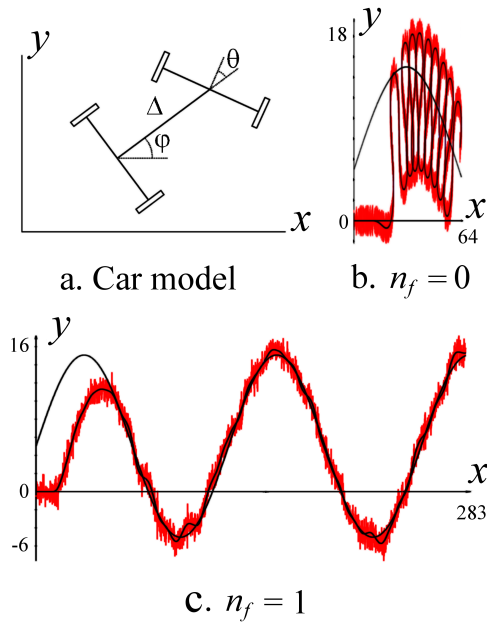 y
θ
Δ
φ
x
a. Car model
y
18
0
x
64
b. n_f = 0
y
16
0
-6
x
283
c. n_f = 1